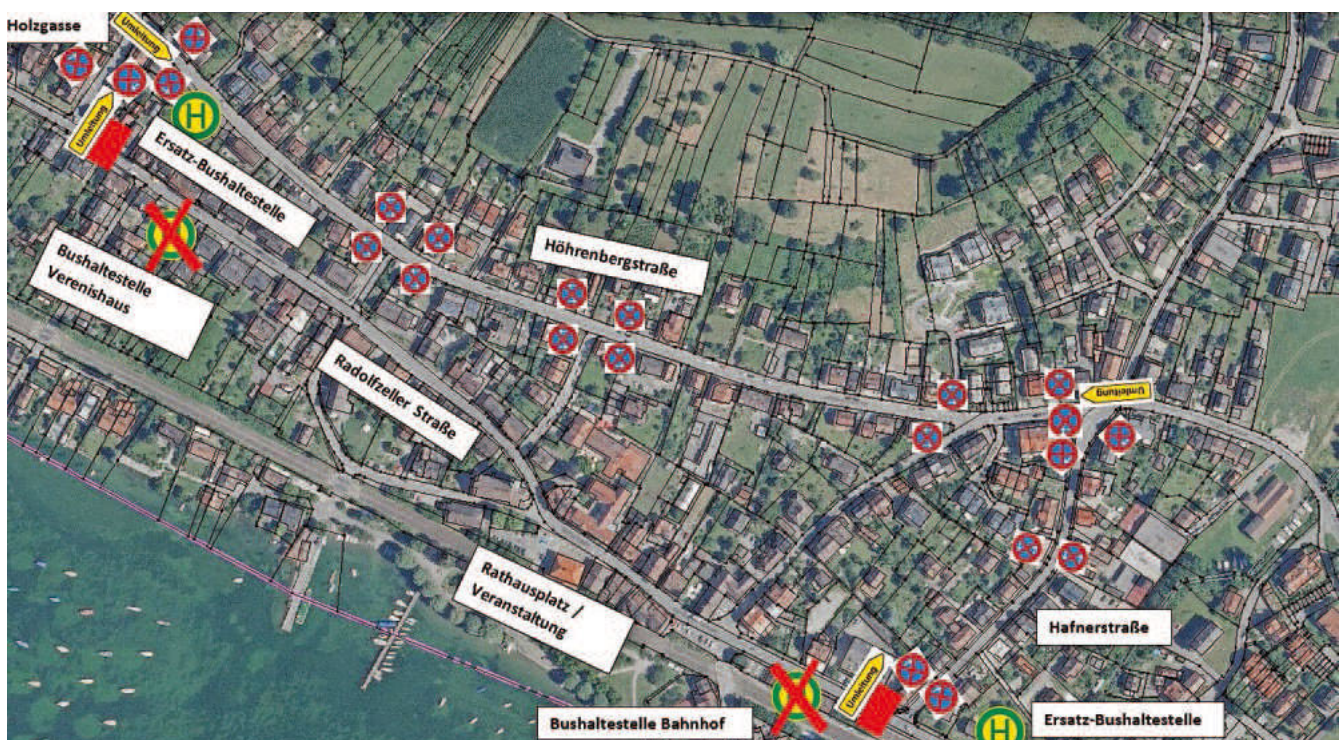 Holzgasse
Umleitung
Umleitung
H
Ersatz-Bushaltestelle
Bushaltestelle
Verenishaus
Höhrenbergstraße
Radolfzeller Straße
Umleitung
Rathausplatz /
Veranstaltung
Hafnerstraße
Umleitung
Bushaltestelle Bahnhof
H
Ersatz-Bushaltestelle